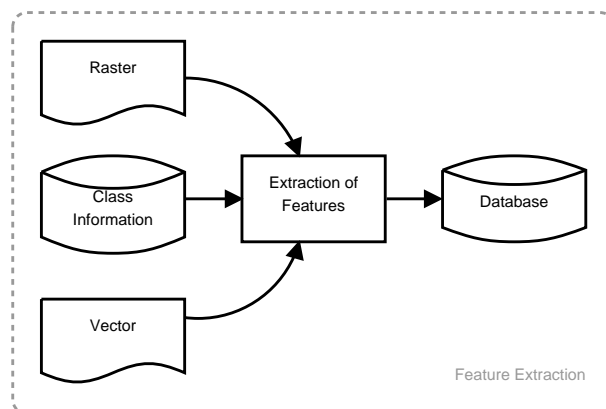 Raster
Class
Information
Extraction of
Features
Database
Vector
Feature Extraction